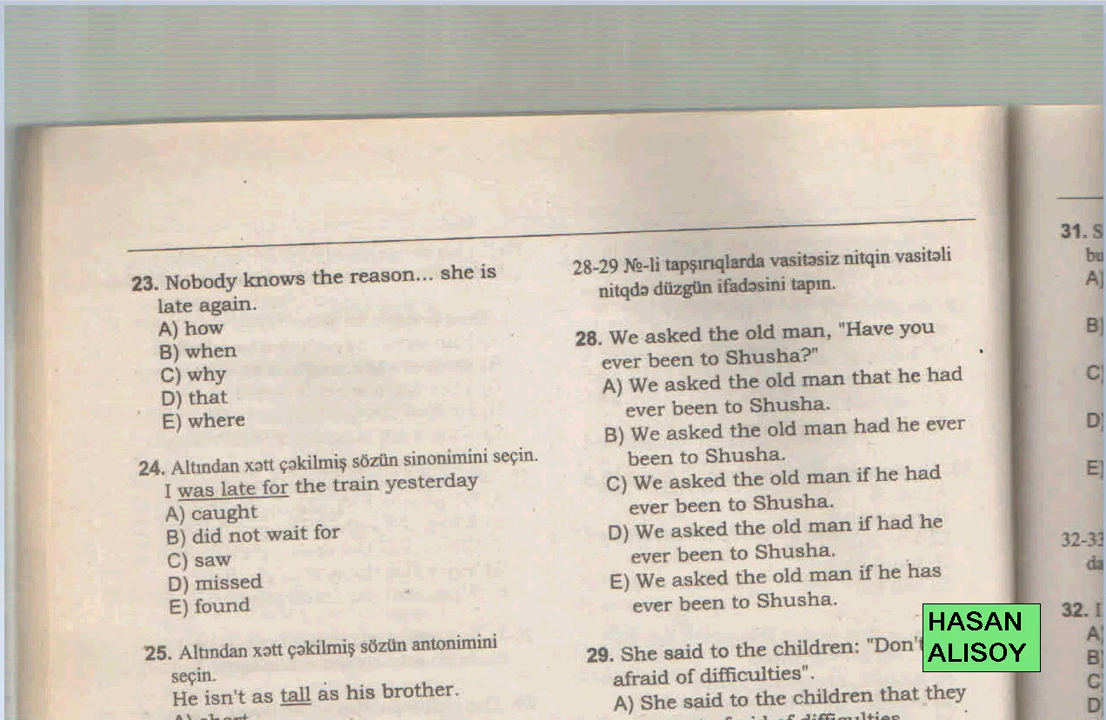 23. Nobody knows the reason... she is
late again.
A) how
B) when
C) why
D) that
E) where
24. Altından xətt çəkilmiş sözün sinonimini seçin.
I was late for the train yesterday
A) caught
B) did not wait for
C) saw
D) missed
E) found
25. Altından xətt çəkilmiş sözün antonimini
seçin.
He isn't as tall as his brother.
28-29 №-li tapşırıqlarda vasitəsiz nitqin vasitəli
nitqdə düzgün ifadəsini tapın.
28. We asked the old man, "Have you
ever been to Shusha?"
A) We asked the old man that he had
ever been to Shusha.
B) We asked the old man had he ever
been to Shusha.
C) We asked the old man if he had
ever been to Shusha.
D) We asked the old man if had he
ever been to Shusha.
E) We asked the old man if he has
ever been to Shusha.
29. She said to the children: "Don't
afraid of difficulties".
A) She said to the children that they
HASAN
ALISOY
31. S
bu
A)
B)
C)
D)
E)
32-33
da
32. I
A)
B)
C)
D)